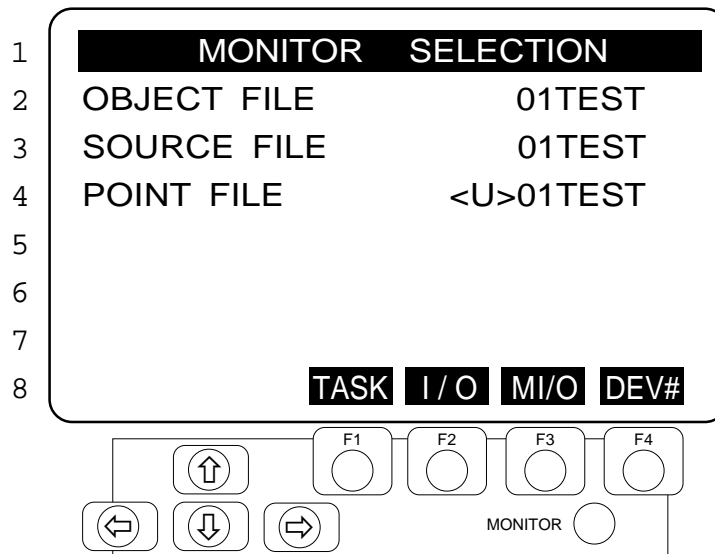 1 MONITOR SELECTION
2 OBJECT FILE 01TEST
3 SOURCE FILE 01TEST
4 POINT FILE <U>01TEST
5
6
7
8 TASK I / O MI/O DEV#
F1 F2 F3 F4
MONITOR